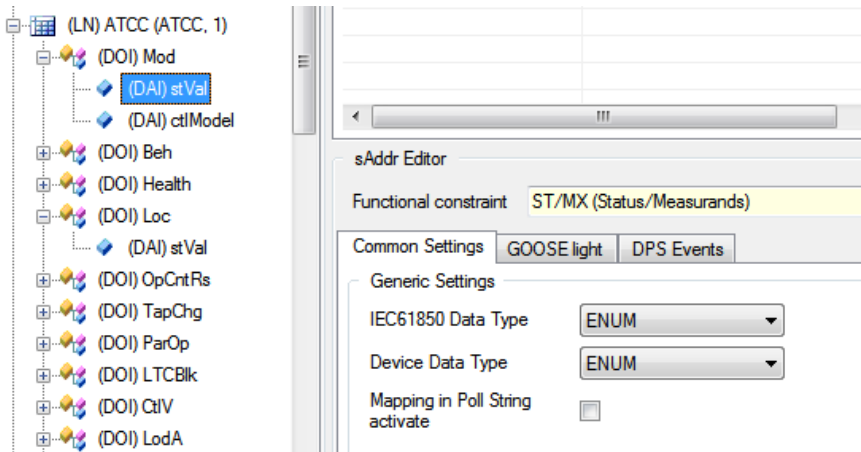 (LN) ATCC (ATCC, 1)
(DOI) Mod
(DAI) stVal
(DAI) ctlModel
(DOI) Beh
(DOI) Health
(DOI) Loc
(DAI) stVal
(DOI) OpCntRs
(DOI) TapChg
(DOI) ParOp
(DOI) LTCBlk
(DOI) CtlV
(DOI) LodA
sAddr Editor
Functional constraint ST/MX (Status/Measurands)
Common Settings GOOSE light DPS Events
Generic Settings
IEC61850 Data Type ENUM
Device Data Type ENUM
Mapping in Poll String
activate